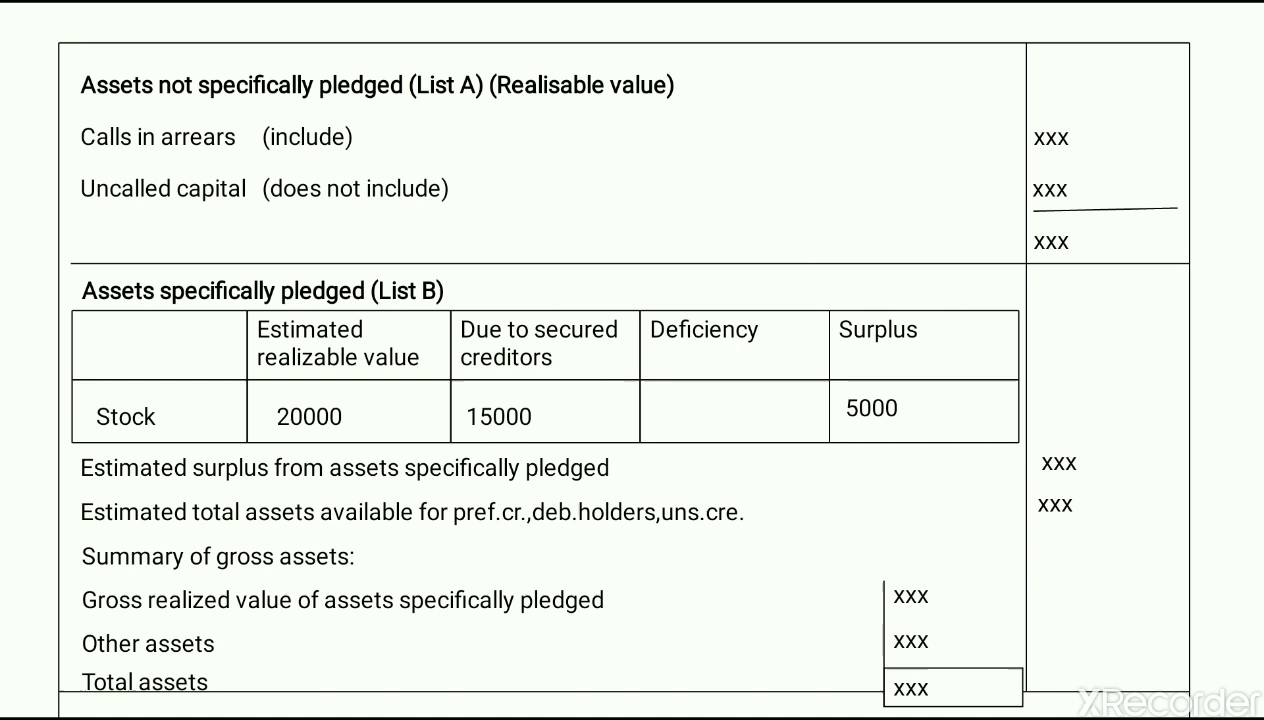 Assets not specifically pledged (List A) (Realisable value)
Calls in arrears (include) xxx
Uncalled capital (does not include) xxx
xxx
Assets specifically pledged (List B)
Estimated realizable value Due to secured creditors Deficiency Surplus
Stock 20000 15000 5000
Estimated surplus from assets specifically pledged xxx
Estimated total assets available for pref.cr.,deb.holders,uns.cre. xxx
Summary of gross assets:
Gross realized value of assets specifically pledged xxx
Other assets xxx
Total assets xxx
XRecorder